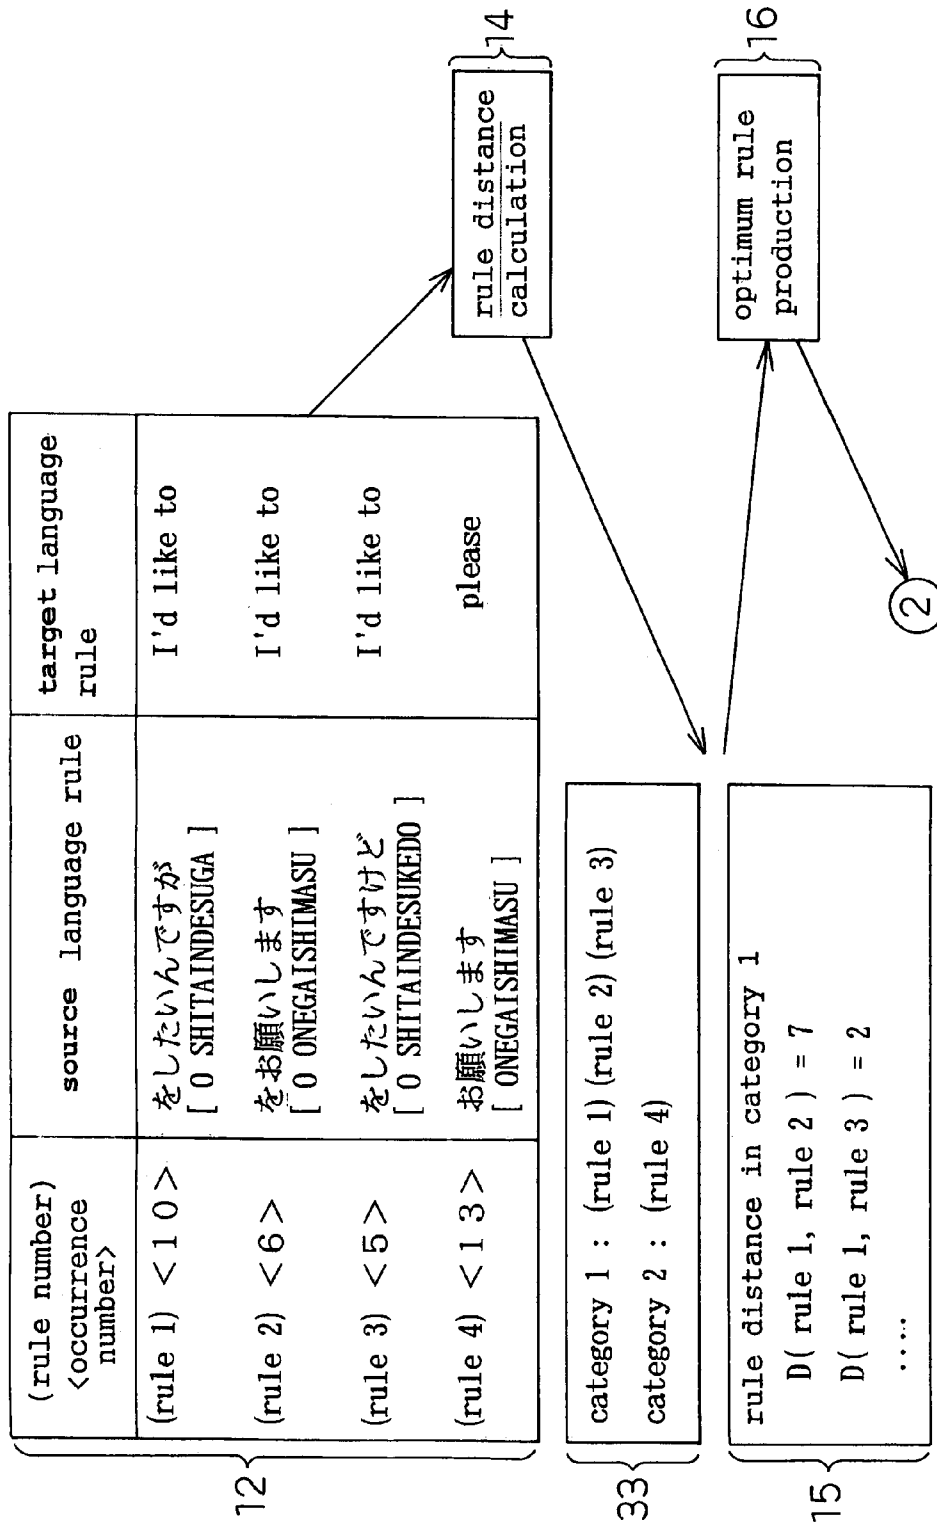 (rule number)
<occurrence
number>
source language rule
target language
rule
(rule 1) <10>
をしたいんですが
[ O SHITAINDESUGA ]
I'd like to
(rule 2) <6>
をお願いします
[ O ONEGAISHIMASU ]
I'd like to
(rule 3) <5>
をしたいんですけど
[ O SHITAINDESUKEDO ]
I'd like to
(rule 4) <13>
お願いします
[ ONEGAISHIMASU ]
please
12
rule distance
calculation
14
category 1 : (rule 1) (rule 2) (rule 3)
category 2 : (rule 4)
33
rule distance in category 1
D( rule 1, rule 2 ) = 7
D( rule 1, rule 3 ) = 2
.....
15
optimum rule
production
16
2